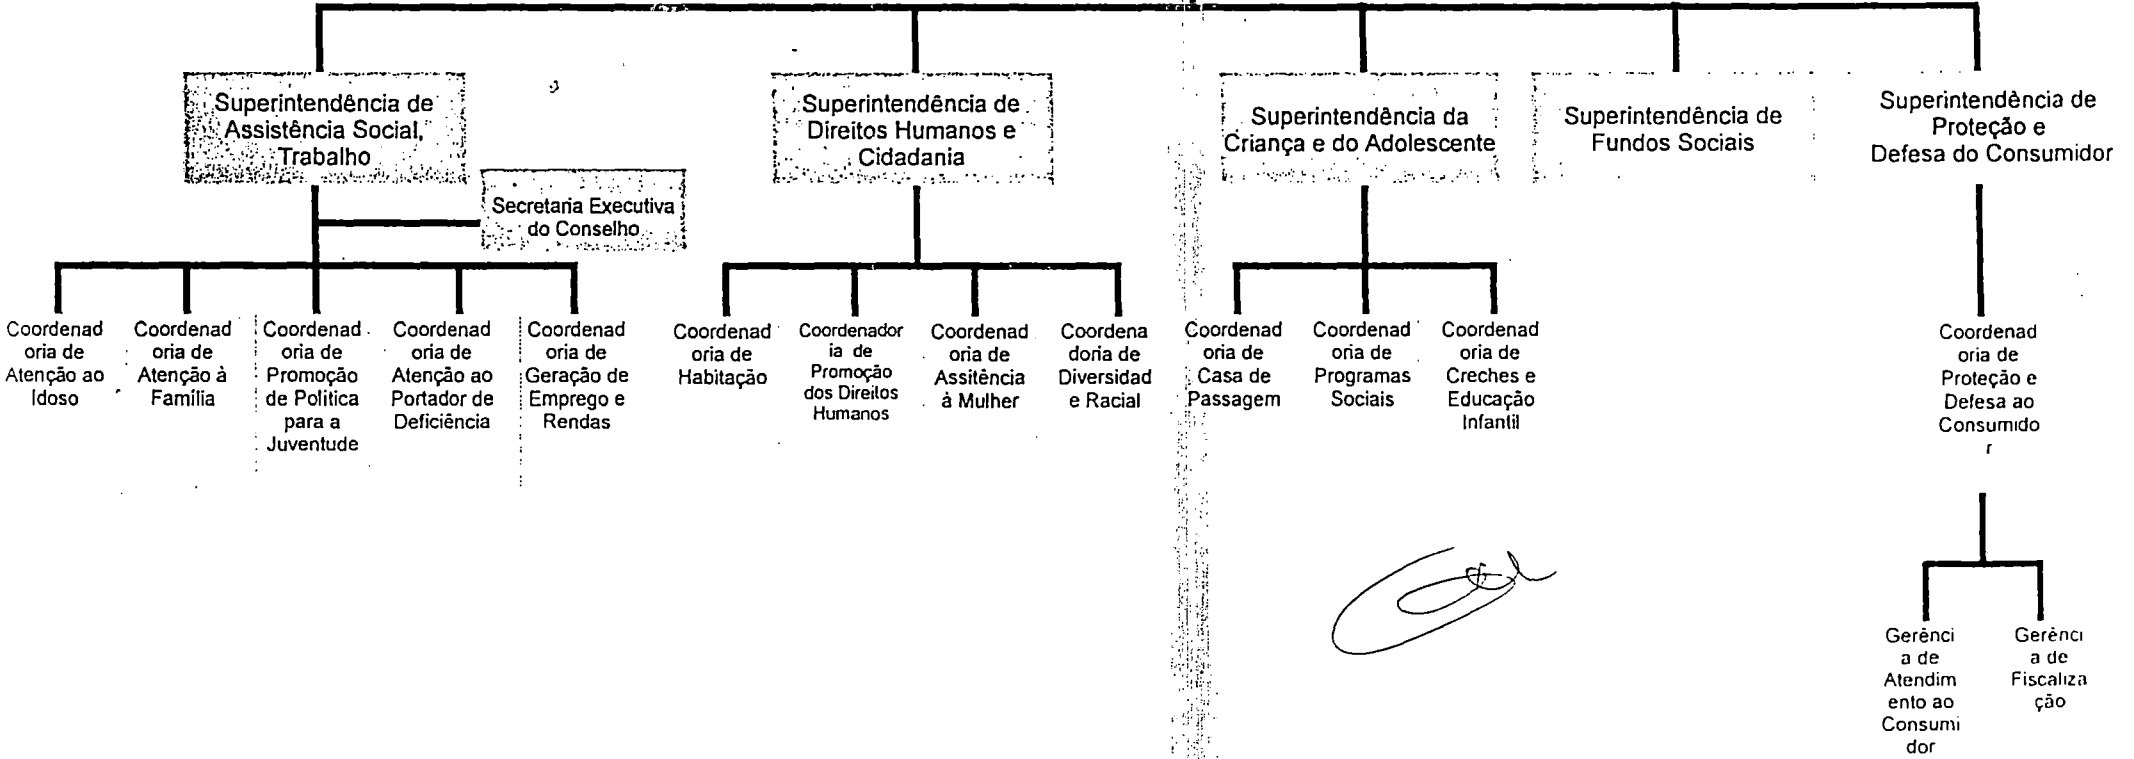 Superintendência de
Assistência Social,
Trabalho
Superintendência de
Direitos Humanos e
Cidadania
Superintendência da
Criança e do Adolescente
Superintendência de
Fundos Sociais
Superintendência de
Proteção e
Defesa do Consumidor
Secretaria Executiva
do Conselho
Coordenad
oria de
Atenção ao
Idoso
Coordenad
oria de
Atenção à
Família
Coordenad
oria de
Promoção
de Politica
para a
Juventude
Coordenad
oria de
Atenção ao
Portador de
Deficiência
Coordenad
oria de
Geração de
Emprego e
Rendas
Coordenad
oria de
Habitação
Coordenador
ia de
Promoção
dos Direitos
Humanos
Coordenad
oria de
Assitência
à Mulher
Coordena
doria de
Diversidad
e Racial
Coordenad
oria de
Casa de
Passagem
Coordenad
oria de
Programas
Sociais
Coordenad
oria de
Creches e
Educação
Infantil
Coordenad
oria de
Proteção e
Defesa ao
Consumido
r
Gerênci
a de
Atendim
ento ao
Consumi
dor
Gerênci
a de
Fiscaliza
ção